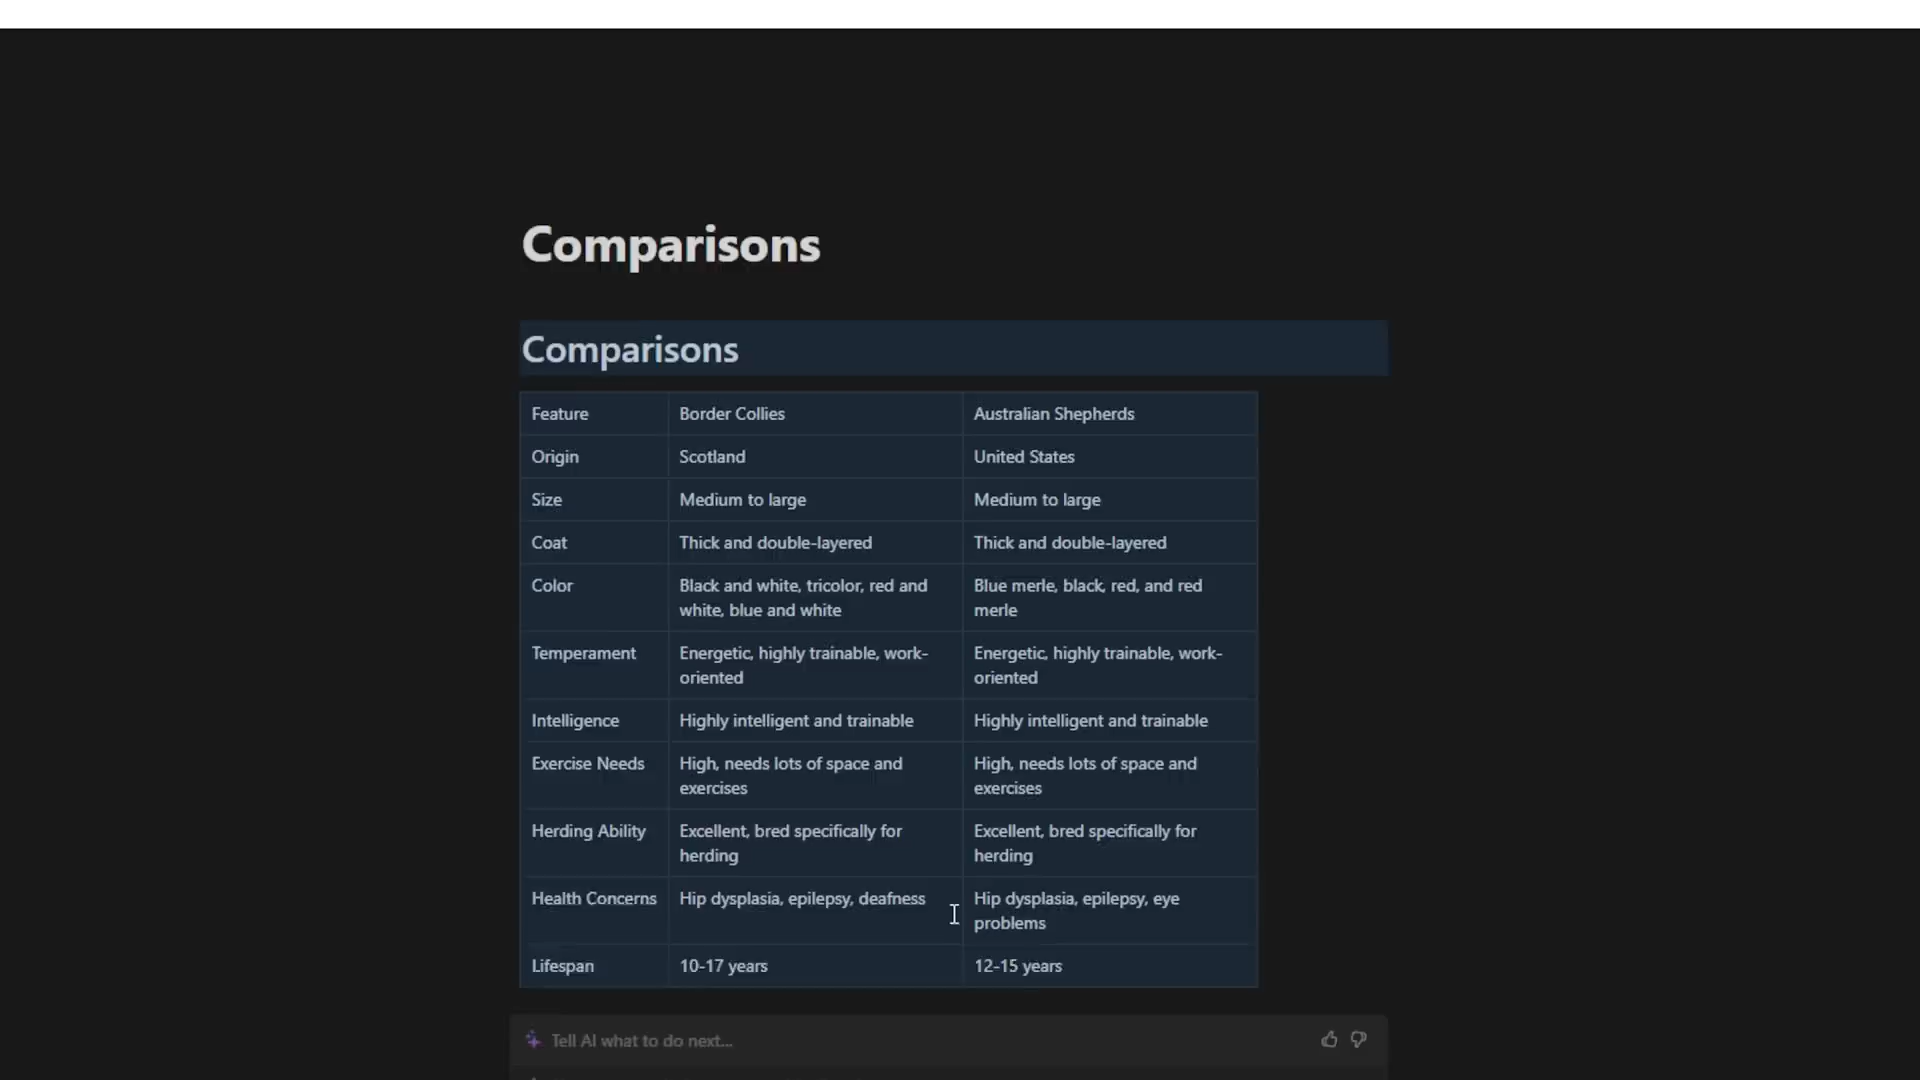 Comparisons
Comparisons
Feature Border Collies Australian Shepherds
Origin Scotland United States
Size Medium to large Medium to large
Coat Thick and double-layered Thick and double-layered
Color Black and white, tricolor, red and Blue merle, black, red, and red
white, blue and white merle
Temperament Energetic, highly trainable, work- Energetic, highly trainable, work-
oriented oriented
Intelligence Highly intelligent and trainable Highly intelligent and trainable
Exercise Needs High, needs lots of space and High, needs lots of space and
exercises exercises
Herding Ability Excellent, bred specifically for Excellent, bred specifically for
herding herding
Health Concerns Hip dysplasia, epilepsy, deafness Hip dysplasia, epilepsy, eye
problems
Lifespan 10-17 years 12-15 years
Tell AI what to do next...